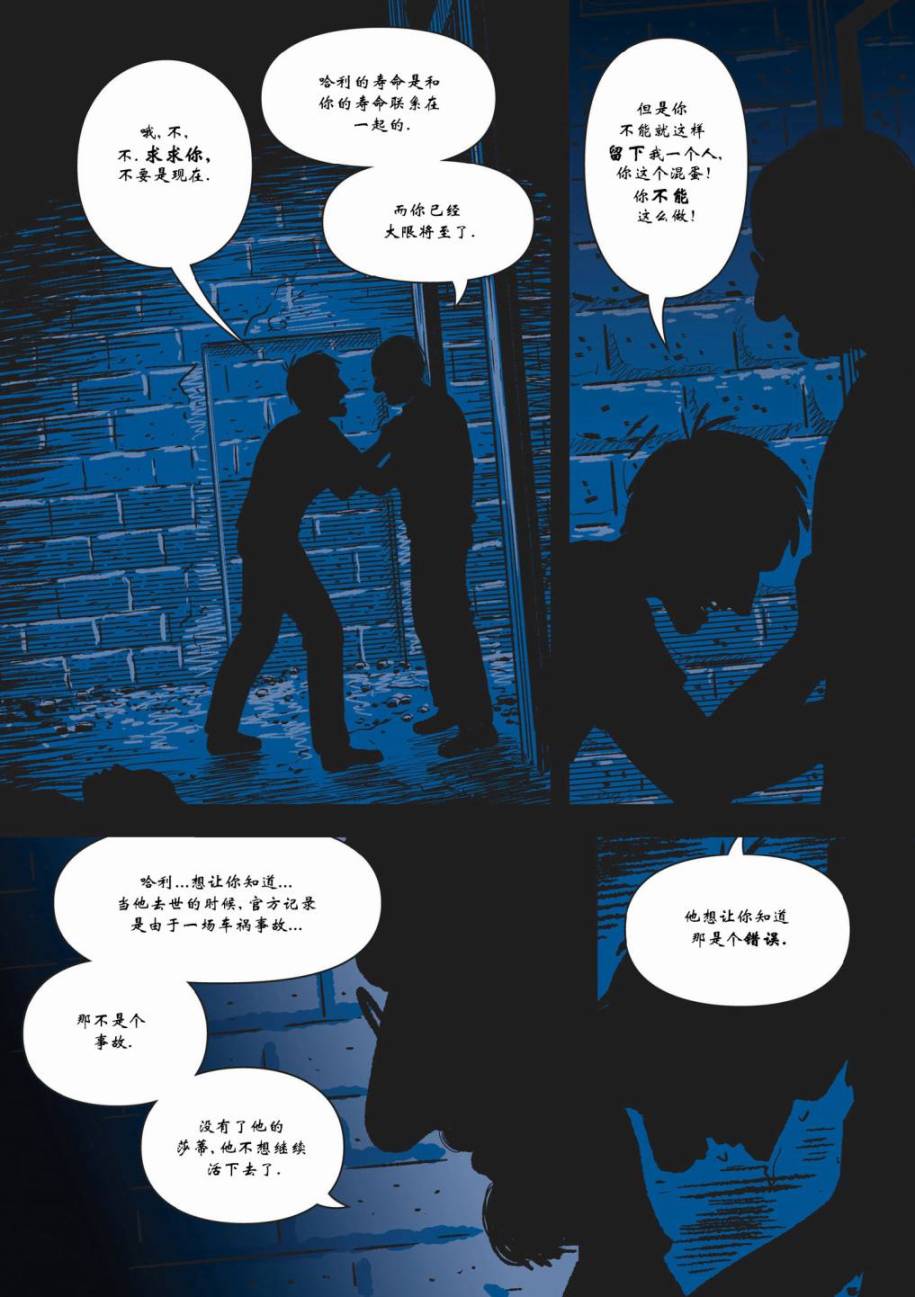 哦,不,
不.求求你,
不要是现在.
哈利的寿命是和
你的寿命联系在
一起的.
而你已经
大限将至了.
但是你
不能就这样
留下我一个人,
你这个混蛋!
你不能
这么做!
哈利...想让你知道...
当他去世的时候,官方记录
是由于一场车祸事故...
那不是个
事故.
没有了他的
莎蒂,他不想继续
活下去了.
他想让你知道
那是个错误.